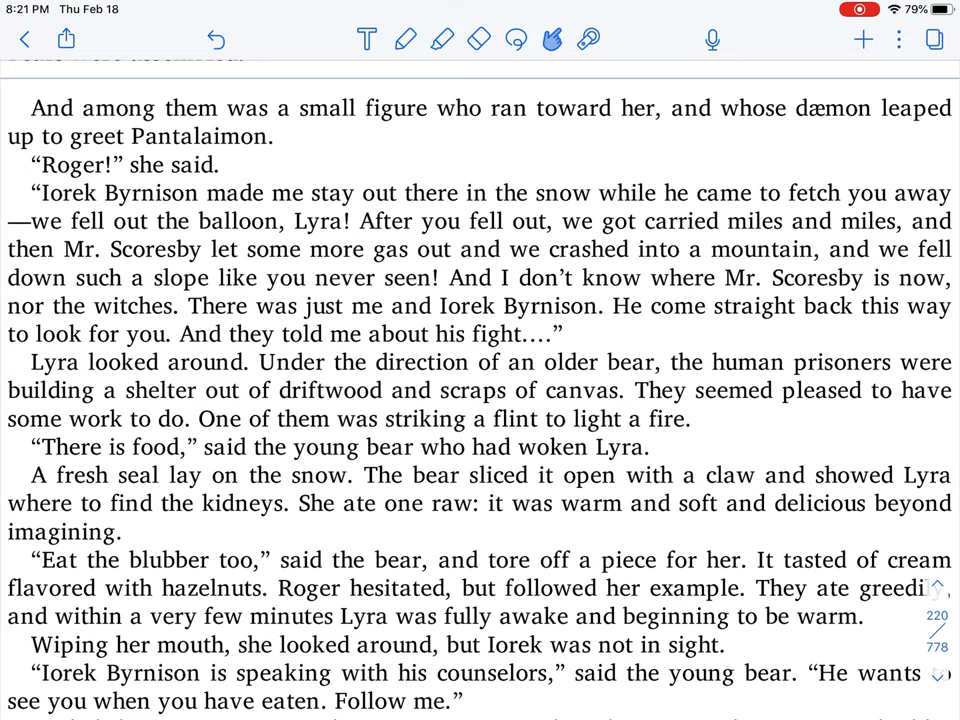 8:21 PM Thu Feb 18
79%
And among them was a small figure who ran toward her, and whose dæmon leaped
up to greet Pantalaimon.
“Roger!” she said.
“Iorek Byrnison made me stay out there in the snow while he came to fetch you away
—we fell out the balloon, Lyra! After you fell out, we got carried miles and miles, and
then Mr. Scoresby let some more gas out and we crashed into a mountain, and we fell
down such a slope like you never seen! And I don’t know where Mr. Scoresby is now,
nor the witches. There was just me and Iorek Byrnison. He come straight back this way
to look for you. And they told me about his fight....”
Lyra looked around. Under the direction of an older bear, the human prisoners were
building a shelter out of driftwood and scraps of canvas. They seemed pleased to have
some work to do. One of them was striking a flint to light a fire.
“There is food,” said the young bear who had woken Lyra.
A fresh seal lay on the snow. The bear sliced it open with a claw and showed Lyra
where to find the kidneys. She ate one raw: it was warm and soft and delicious beyond
imagining.
“Eat the blubber too,” said the bear, and tore off a piece for her. It tasted of cream
flavored with hazelnuts. Roger hesitated, but followed her example. They ate greedily,
and within a very few minutes Lyra was fully awake and beginning to be warm.
220
Wiping her mouth, she looked around, but Iorek was not in sight.
778
“Iorek Byrnison is speaking with his counselors,” said the young bear. “He wants to
see you when you have eaten. Follow me.”